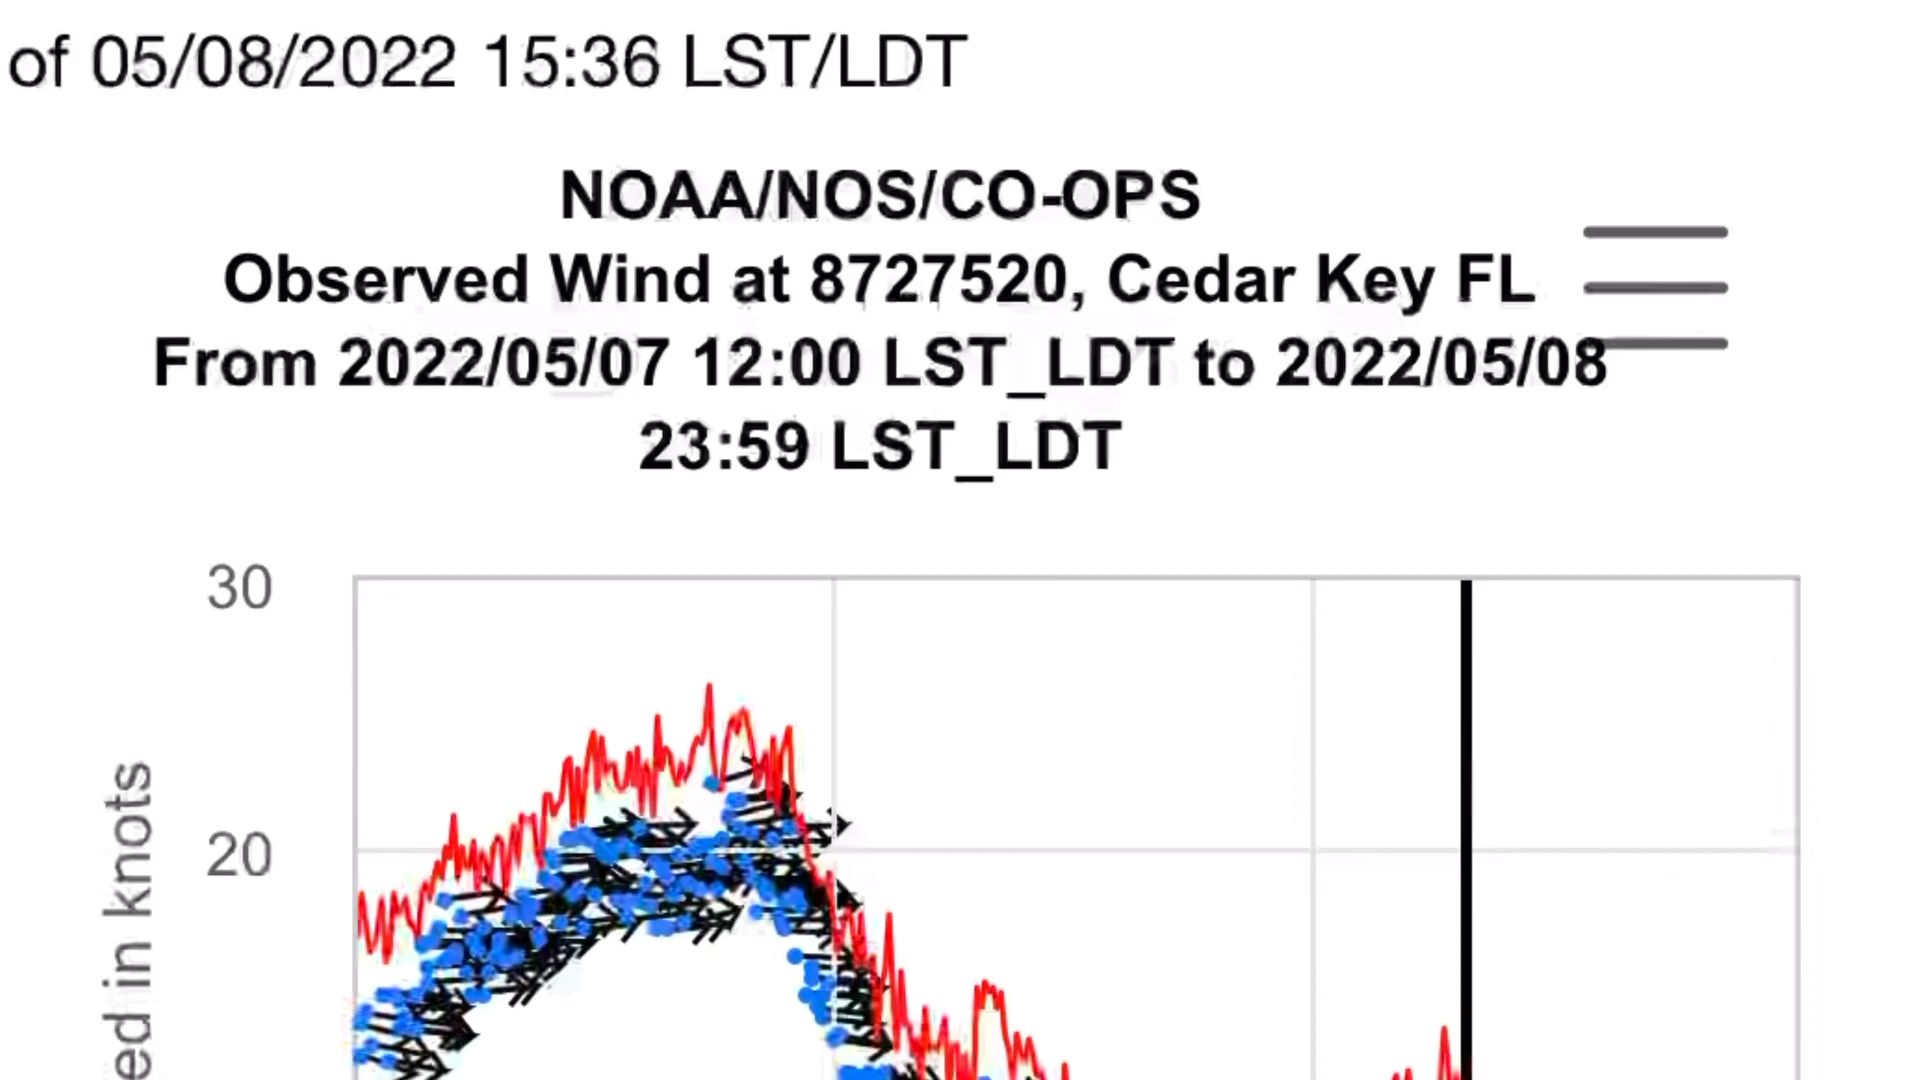 of 05/08/2022 15:36 LST/LDT
NOAA/NOS/CO-OPS
Observed Wind at 8727520, Cedar Key FL
From 2022/05/07 12:00 LST_LDT to 2022/05/08
23:59 LST_LDT
30
20
ed in knots